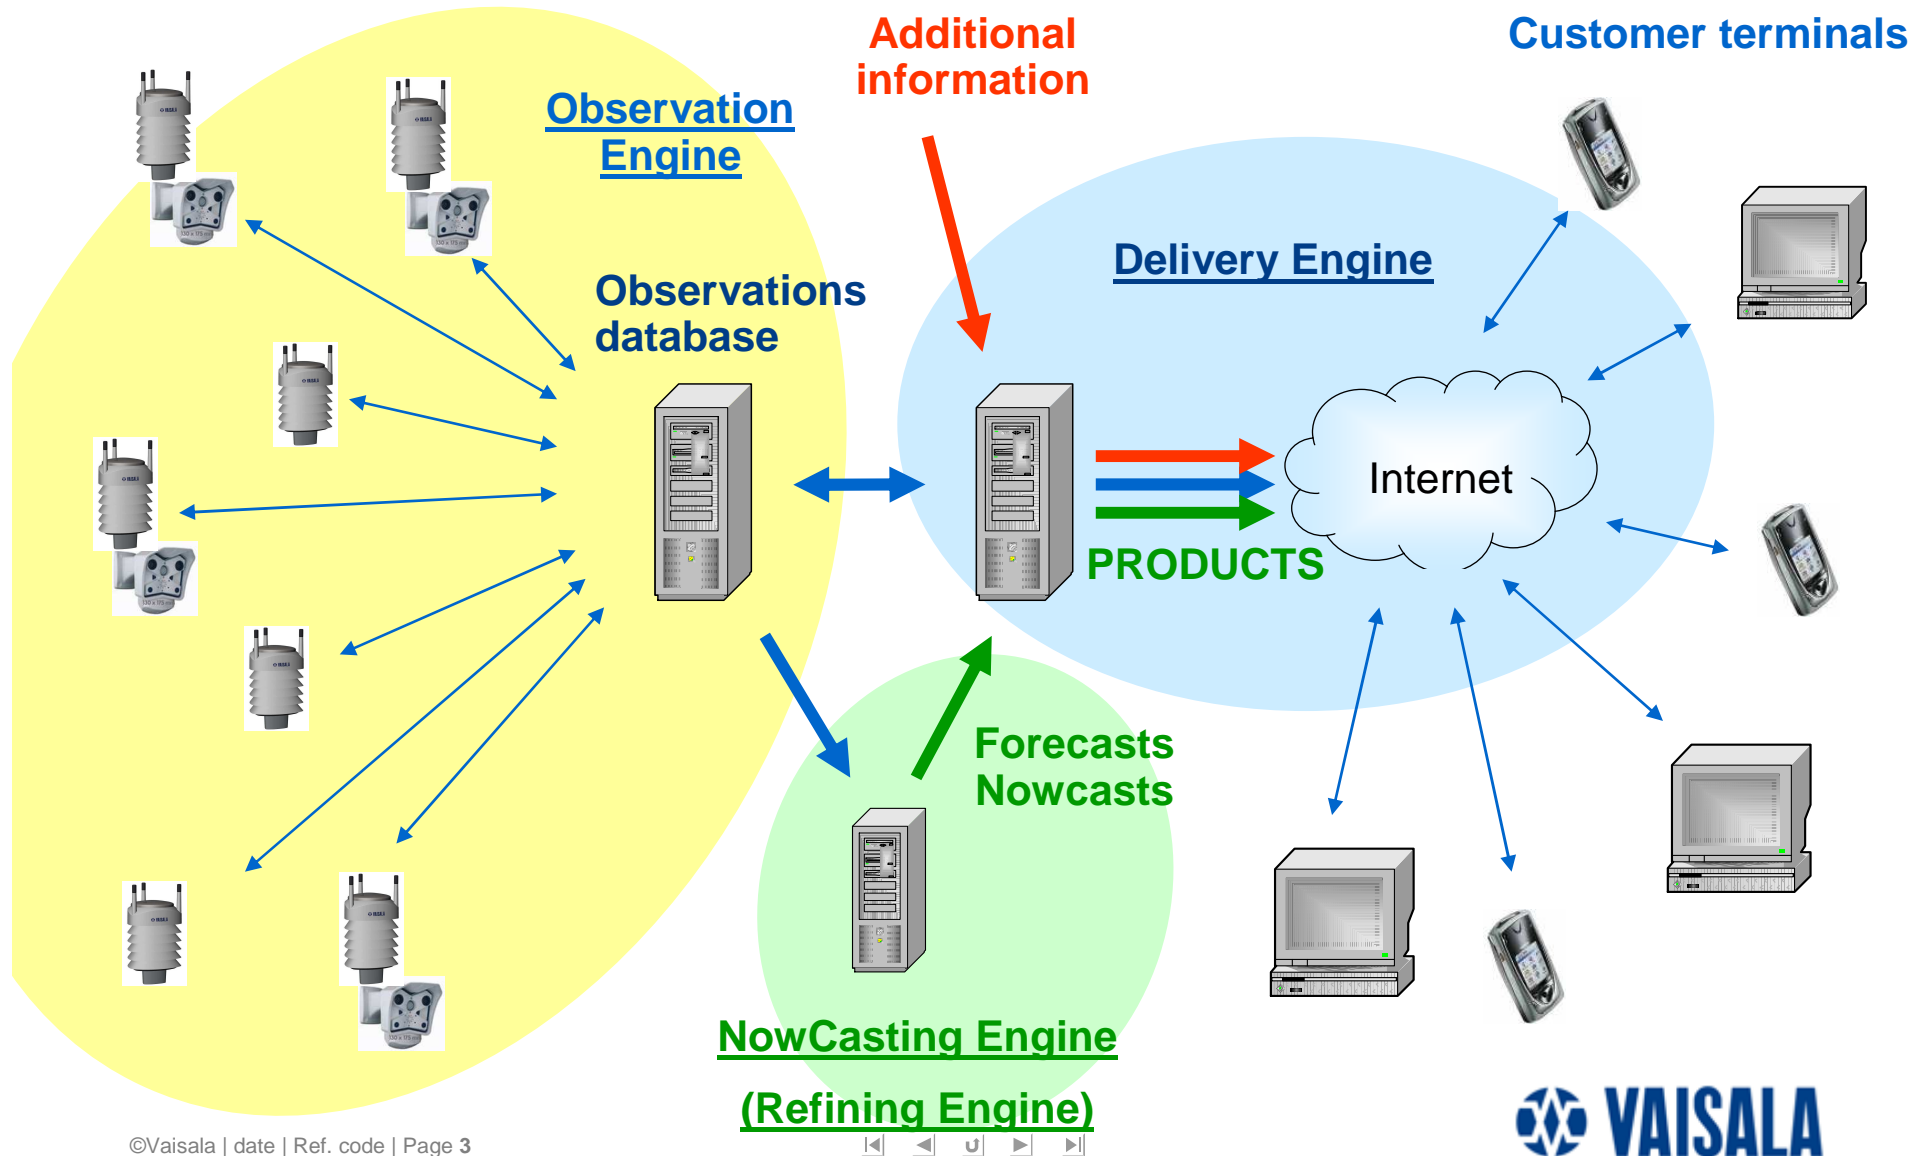 Additional
information
Customer terminals
Observation
Engine
Delivery Engine
Observations
database
Internet
PRODUCTS
Forecasts
Nowcasts
NowCasting Engine
(Refining Engine)
VAISALA
©Vaisala | date | Ref. code | Page 3